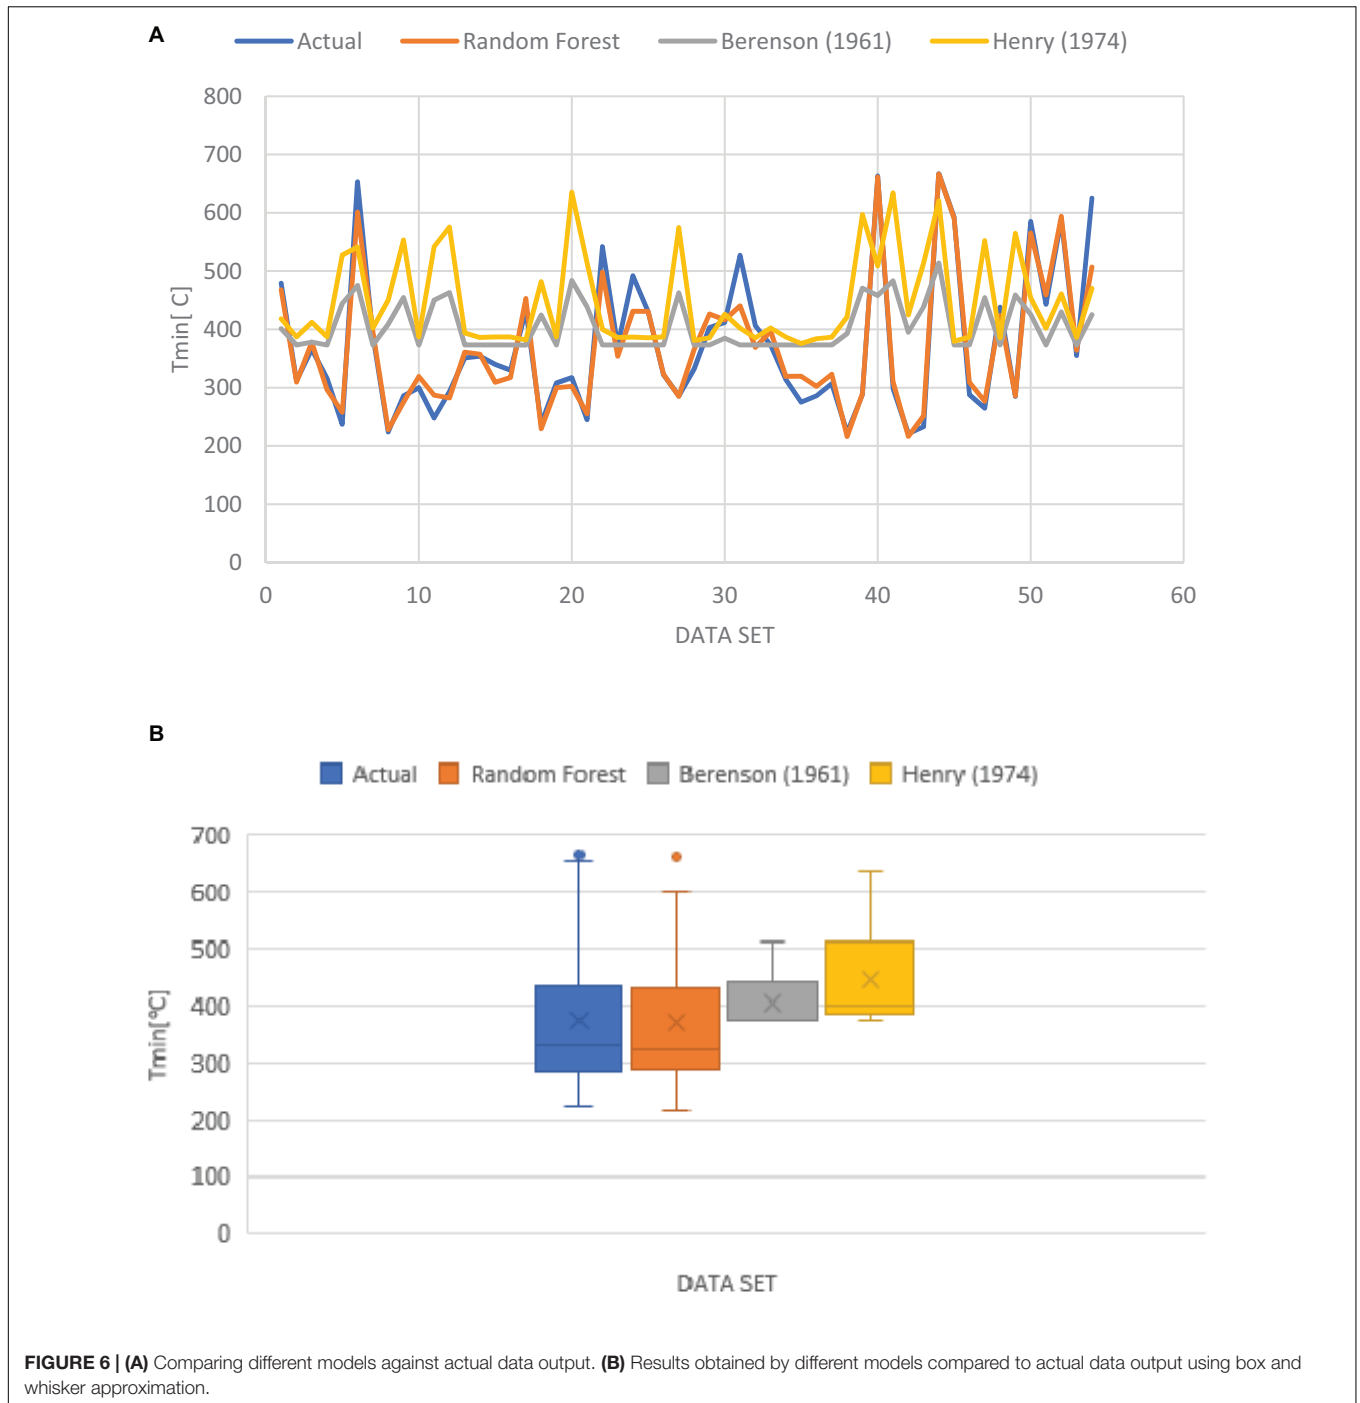 A
Actual Random Forest Berenson (1961) Henry (1974)
800
700
600
500
400
300
200
100
0
Tmin[ C]
0 10 20 30 40 50 60
DATA SET
B
Actual Random Forest Berenson (1961) Henry (1974)
700
600
500
400
300
200
100
0
Tmin[°C]
DATA SET
FIGURE 6 | (A) Comparing different models against actual data output. (B) Results obtained by different models compared to actual data output using box and
whisker approximation.